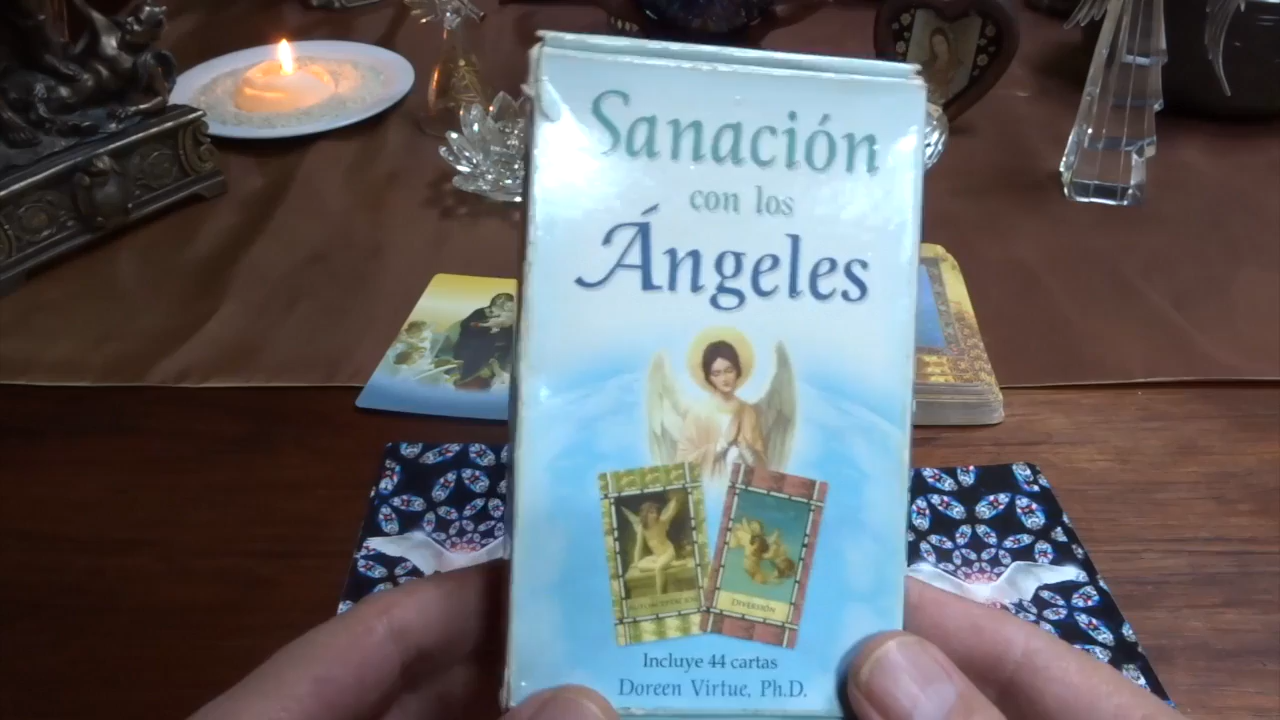 Sanación
con los
Ángeles
DIVERSIÓN
Incluye 44 cartas
Doreen Virtue, Ph.D.